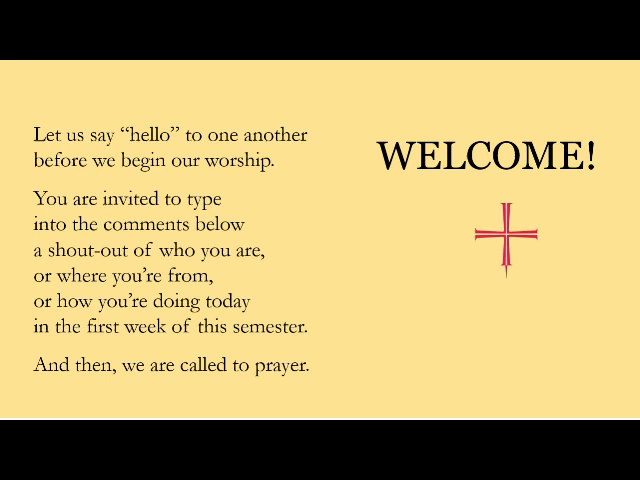 Let us say “hello” to one another
before we begin our worship.
You are invited to type
into the comments below
a shout-out of who you are,
or where you’re from,
or how you’re doing today
in the first week of this semester.
And then, we are called to prayer.
WELCOME!